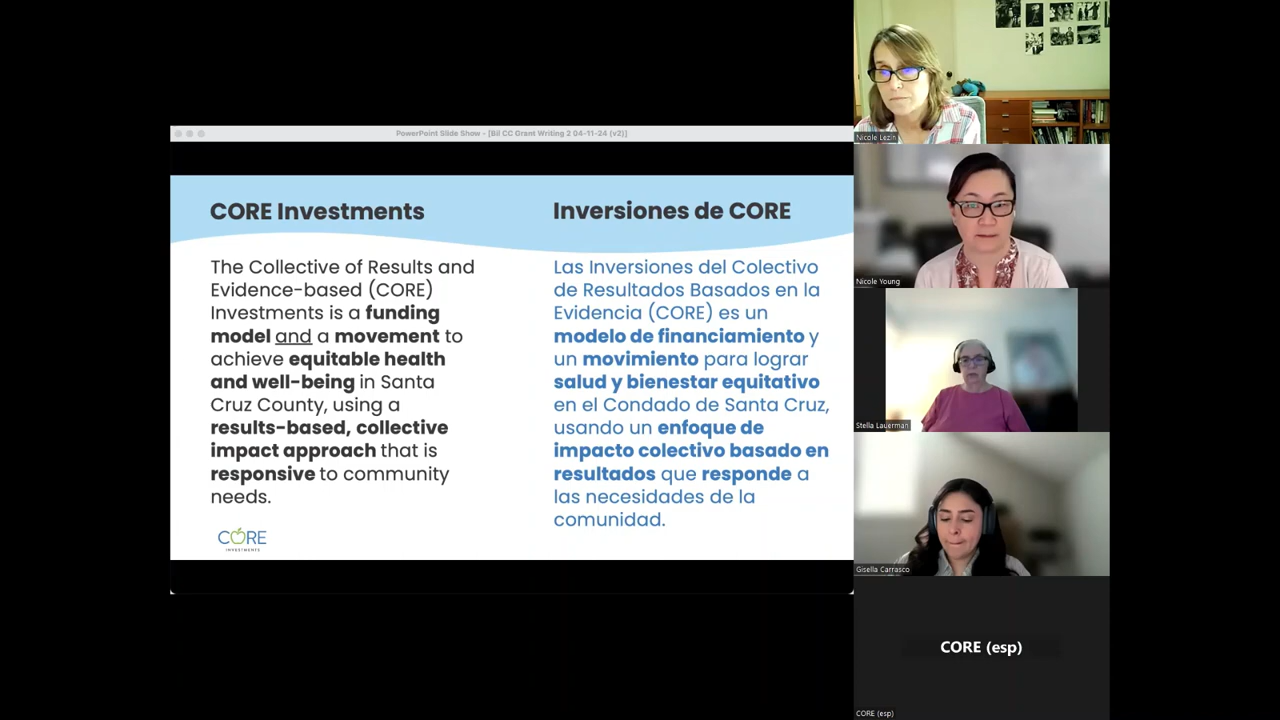 PowerPoint Slide Show - [Bil CC Grant Writing 2 04-11-24 (v2)]
CORE Investments
The Collective of Results and
Evidence-based (CORE)
Investments is a funding
model and a movement to
achieve equitable health
and well-being in Santa
Cruz County, using a
results-based, collective
impact approach that is
responsive to community
needs.
CORE
INVESTMENTS
Inversiones de CORE
Las Inversiones del Colectivo
de Resultados Basados en la
Evidencia (CORE) es un
modelo de financiamiento y
un movimiento para lograr
salud y bienestar equitativo
en el Condado de Santa Cruz,
usando un enfoque de
impacto colectivo basado en
resultados que responde a
las necesidades de la
comunidad.
Nicole Lezin
Nicole Young
Stella Lauerman
Gisella Carrasco
CORE (esp)
CORE (esp)